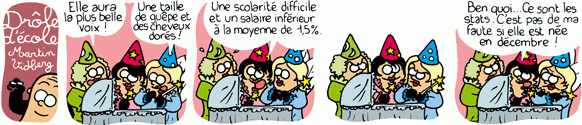 Drôle
d'école
Martin
Vidberg
Elle aura
la plus belle
voix !
Une taille
de guêpe et
des cheveux
dorés !
Une scolarité difficile
et un salaire inférieur
à la moyenne de 1,5%.
Ben quoi... Ce sont les
stats. C'est pas de ma
faute si elle est née
en décembre !